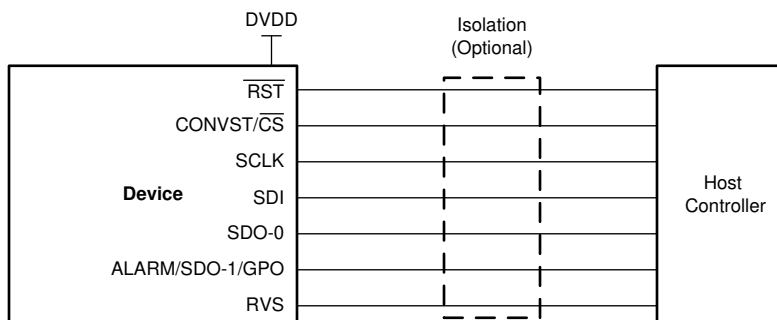 DVDD
Isolation
(Optional)
RST
CONVST/CS
SCLK
Device
SDI
SDO-0
ALARM/SDO-1/GPO
RVS
Host
Controller